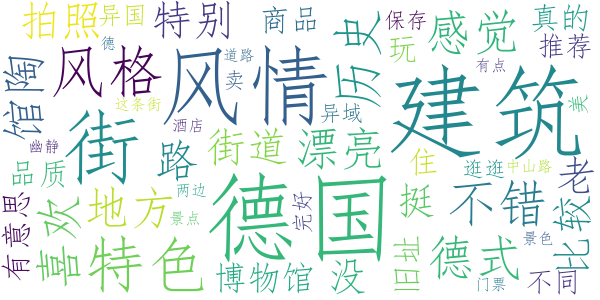 拍照
异国
特别
商品
历史
保存
玩
感觉
真的
推荐
馆
陶
风格
德
道路
卖
风情
这条街
异域
有点
建筑
美
幽静
酒店
街
路
街道
漂亮
住
逛逛
中山路
老
品质
两边
德国
挺
不错
比较
有意思
喜欢
地方
景点
完好
旧址
德式
景色
特色
博物馆
没
门票
不同